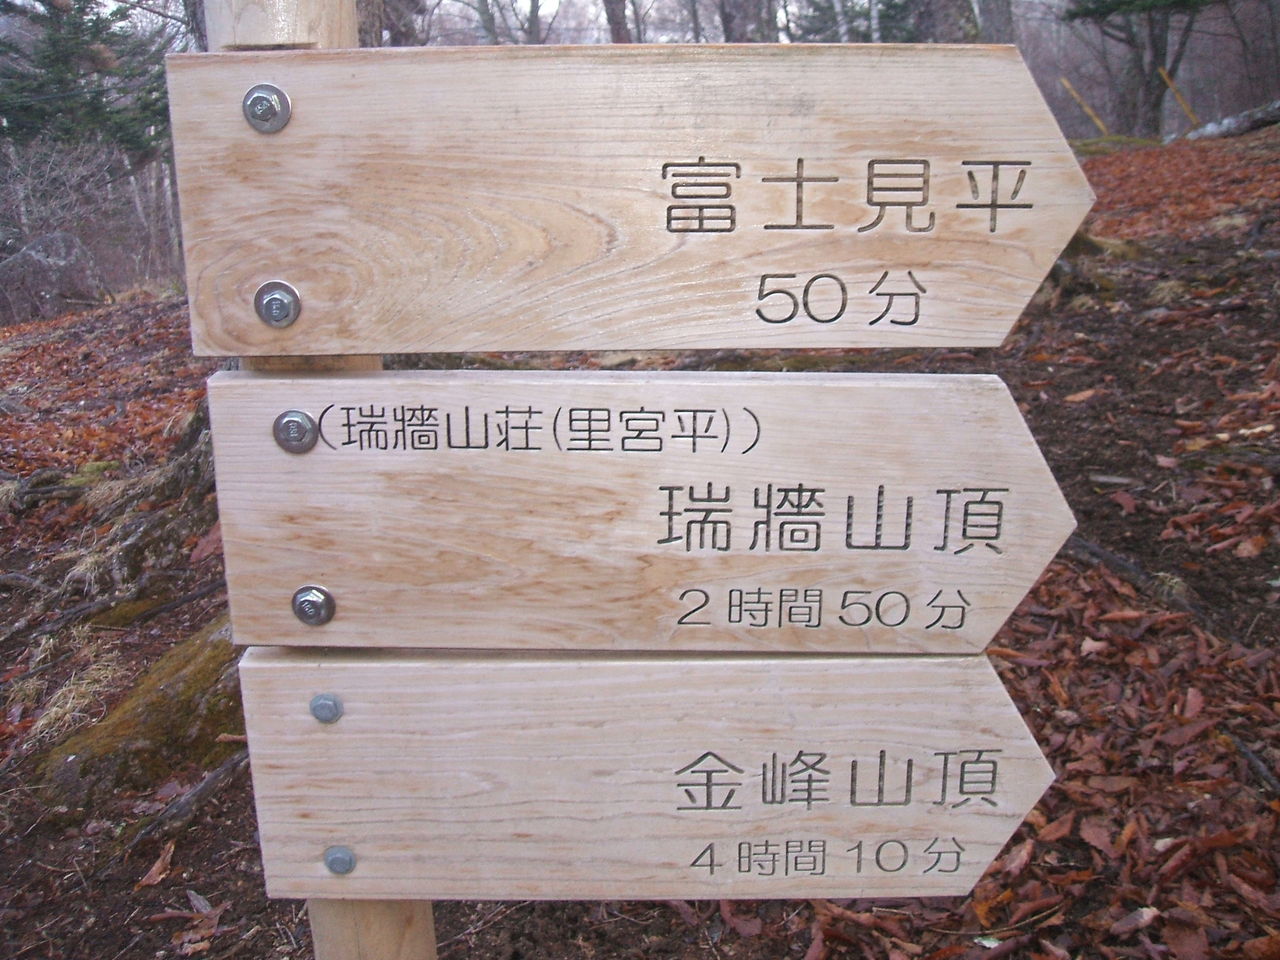 富士見平
50分
(瑞牆山荘(里宮平))
瑞牆山頂
2時間50分
金峰山頂
4時間10分